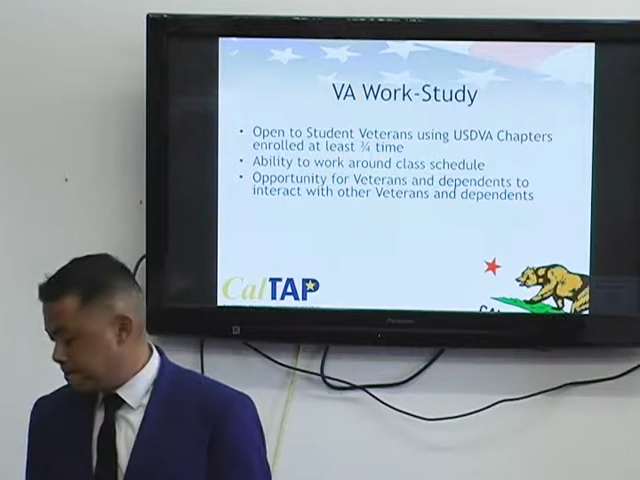 VA Work-Study
• Open to Student Veterans using USDVA Chapters
enrolled at least ¾ time
• Ability to work around class schedule
• Opportunity for Veterans and dependents to
interact with other Veterans and dependents
CalTAP
Panasonic